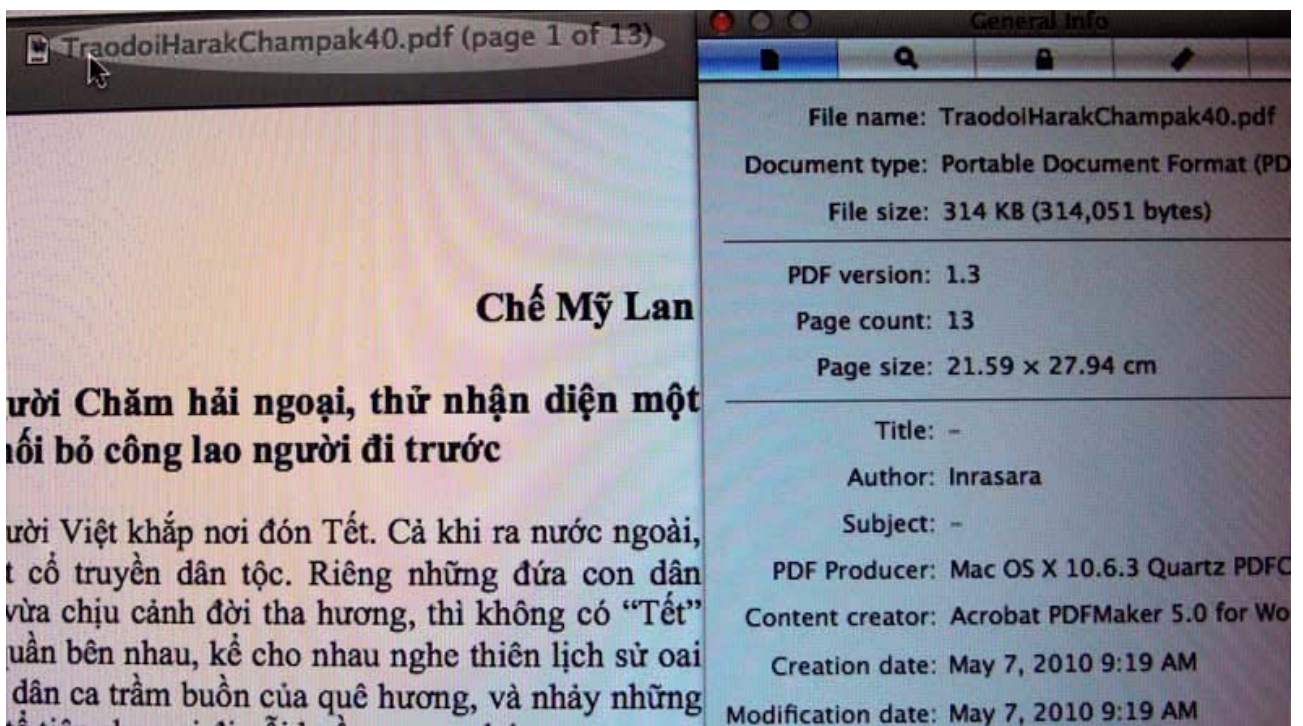 TraodoiHarakChampak40.pdf (page 1 of 13)
Chế Mỹ Lan
ười Chăm hải ngoại, thử nhận diện một
ối bỏ công lao người đi trước
ười Việt khắp nơi đón Tết. Cả khi ra nước ngoài,
t cổ truyền dân tộc. Riêng những đứa con dân
vừa chịu cảnh đời tha hương, thì không có “Tết”
uần bên nhau, kể cho nhau nghe thiên lịch sử oai
dân ca trầm buồn của quê hương, và nhảy những
General Info
File name: TraodoiHarakChampak40.pdf
Document type: Portable Document Format (PD
File size: 314 KB (314,051 bytes)
PDF version: 1.3
Page count: 13
Page size: 21.59 × 27.94 cm
Title: –
Author: Inrasara
Subject: –
PDF Producer: Mac OS X 10.6.3 Quartz PDFC
Content creator: Acrobat PDFMaker 5.0 for Wo
Creation date: May 7, 2010 9:19 AM
Modification date: May 7, 2010 9:19 AM